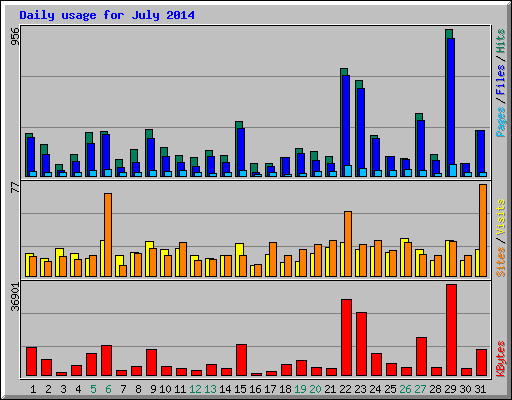 Daily usage for July 2014
956
Pages / Files / Hits
77
Sites / Visits
36901
KBytes
1 2 3 4 5 6 7 8 9 10 11 12 13 14 15 16 17 18 19 20 21 22 23 24 25 26 27 28 29 30 31